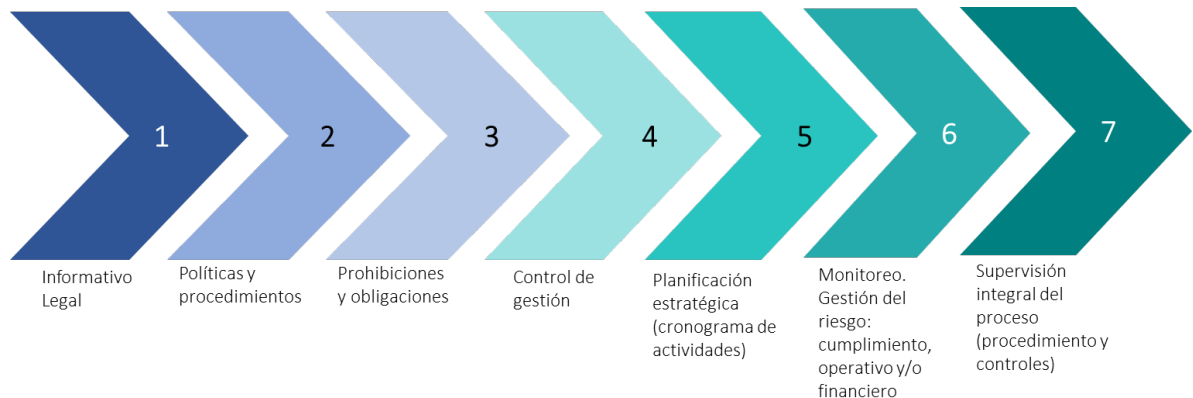 1
2
3
4
5
6
7
Informativo
Legal
Políticas y
procedimientos
Prohibiciones
y obligaciones
Control de
gestión
Planificación
estratégica
(cronograma de
actividades)
Monitoreo.
Gestión del
riesgo:
cumplimiento,
operativo y/o
financiero
Supervisión
integral del
proceso
(procedimiento y
controles)